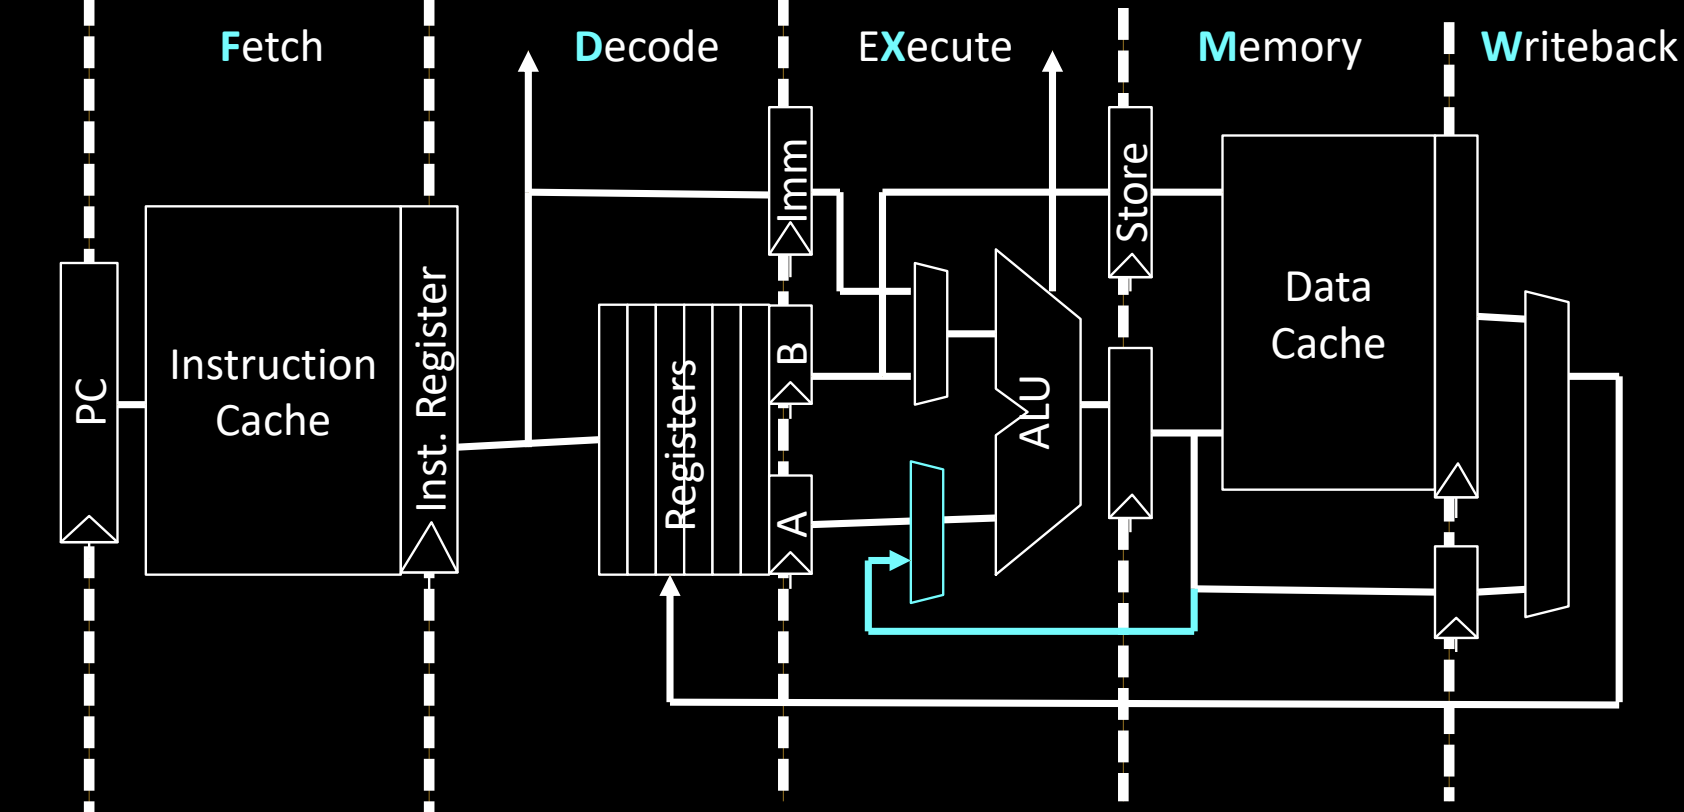 Fetch
Decode
EXecute
Memory
Writeback
PC
Instruction
Cache
Inst. Register
Registers
Imm
B
A
ALU
Store
Data
Cache